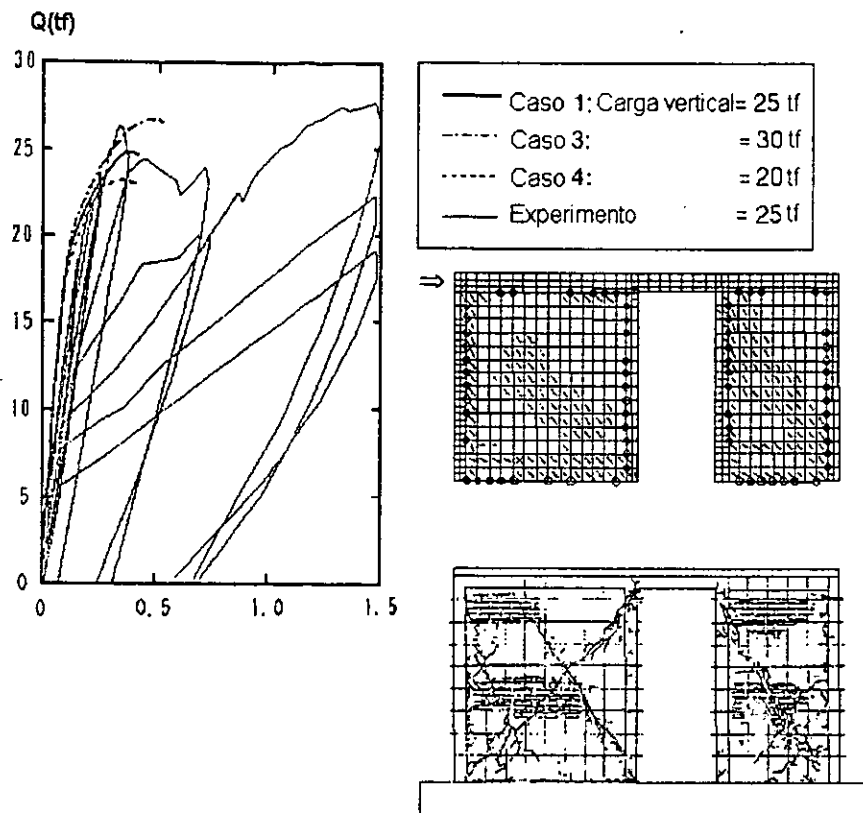 Q(tf)
30
25
20
15
10
5
0
0 0.5 1.0 1.5
Caso 1: Carga vertical = 25 tf
Caso 3: = 30 tf
Caso 4: = 20 tf
Experimento = 25 tf